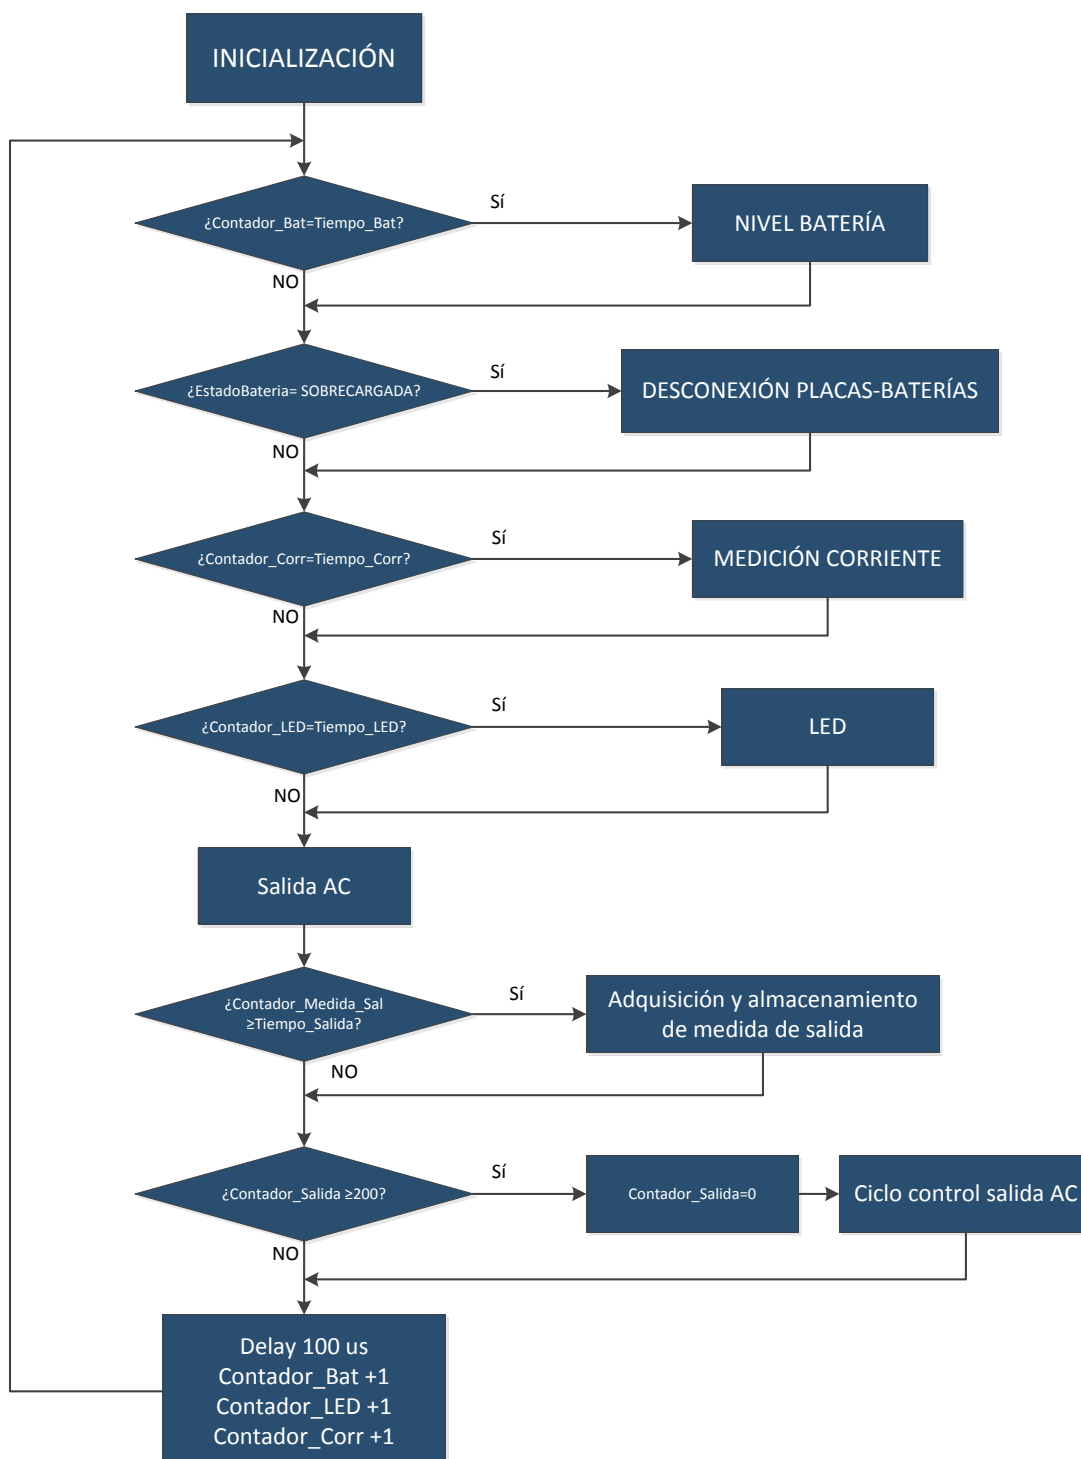 INICIALIZACIÓN
¿Contador_Bat=Tiempo_Bat?
Sí
NIVEL BATERÍA
NO
¿EstadoBateria= SOBRECARGADA?
Sí
DESCONEXIÓN PLACAS-BATERÍAS
NO
¿Contador_Corr=Tiempo_Corr?
Sí
MEDICIÓN CORRIENTE
NO
¿Contador_LED=Tiempo_LED?
Sí
LED
NO
Salida AC
¿Contador_Medida_Sal
≥Tiempo_Salida?
Sí
Adquisición y almacenamiento
de medida de salida
NO
¿Contador_Salida ≥200?
Sí
Contador_Salida=0
Ciclo control salida AC
NO
Delay 100 us
Contador_Bat +1
Contador_LED +1
Contador_Corr +1